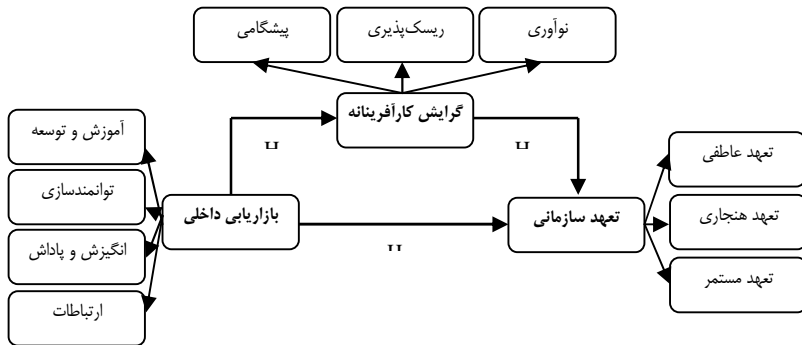 نوآوری
ریسک‌پذیری
پیشگامی
گرایش کارآفرینانه
آموزش و توسعه
توانمندسازی
انگیزش و پاداش
ارتباطات
بازاریابی داخلی
تعهد سازمانی
تعهد عاطفی
تعهد هنجاری
تعهد مستمر